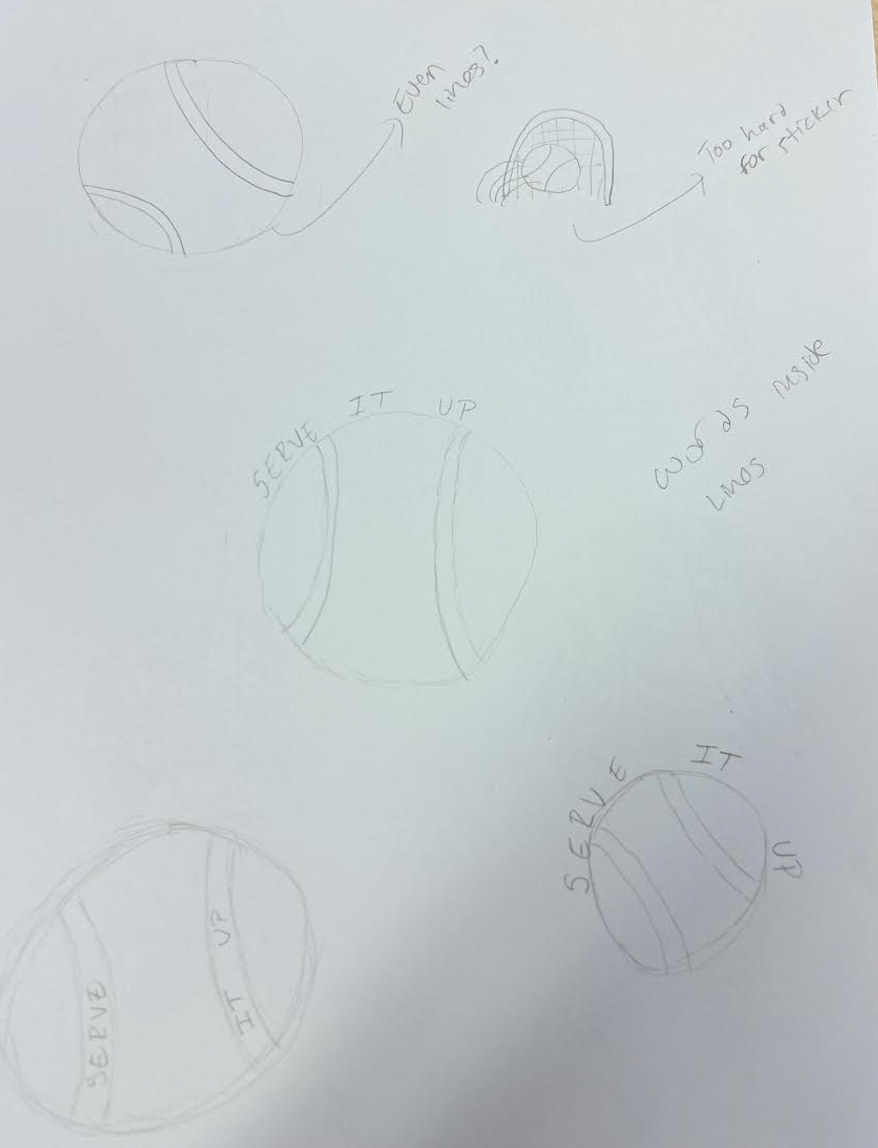 Even
lines?
Too hard
for sticker
SERVE IT UP
words inside
Lines
SERVE IT UP
SERVE
IT UP